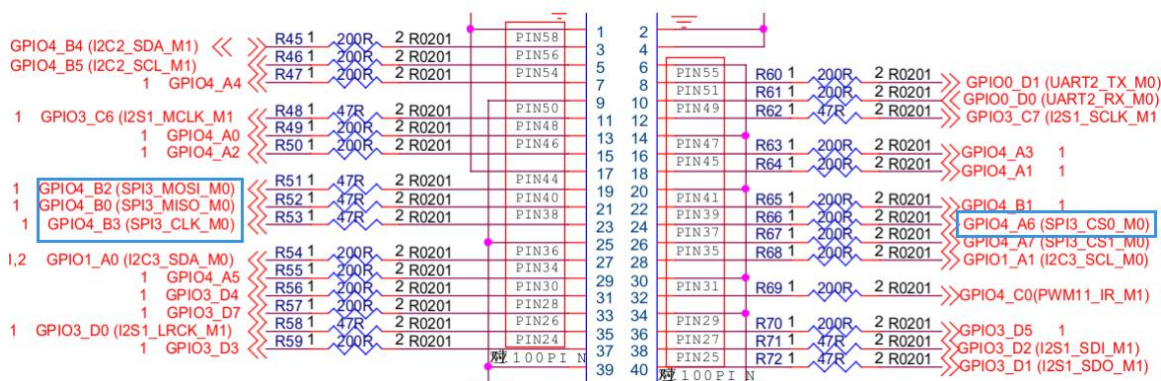 1 2
PIN58
GPIO4_B4 (I2C2_SDA_M1) R45 1 200R 2 R0201 3 4
GPIO4_B5 (I2C2_SCL_M1) R46 1 200R 2 R0201 PIN56 5 6
1 GPIO4_A4 R47 1 200R 2 R0201 PIN54 7 8 PIN55 R60 1 200R 2 R0201 GPIO0_D1 (UART2_TX_M0)
9 10 PIN51 R61 1 200R 2 R0201 GPIO0_D0 (UART2_RX_M0)
1 GPIO3_C6 (I2S1_MCLK_M1 R48 1 47R 2 R0201 PIN50 11 12 PIN49 R62 1 47R 2 R0201 GPIO3_C7 (I2S1_SCLK_M1
1 GPIO4_A0 R49 1 200R 2 R0201 PIN48 13 14
1 GPIO4_A2 R50 1 200R 2 R0201 PIN46 15 16 PIN47 R63 1 200R 2 R0201 GPIO4_A3 1
17 18 PIN45 R64 1 200R 2 R0201 GPIO4_A1 1
1 GPIO4_B2 (SPI3_MOSI_M0) R51 1 47R 2 R0201 PIN44 19 20
1 GPIO4_B0 (SPI3_MISO_M0) R52 1 47R 2 R0201 PIN40 21 22 PIN41 R65 1 200R 2 R0201 GPIO4_B1 1
1 GPIO4_B3 (SPI3_CLK_M0) R53 1 47R 2 R0201 PIN38 23 24 PIN39 R66 1 200R 2 R0201 GPIO4_A6 (SPI3_CS0_M0)
25 26 PIN37 R67 1 200R 2 R0201 GPIO4_A7 (SPI3_CS1_M0)
1,2 GPIO1_A0 (I2C3_SDA_M0) R54 1 200R 2 R0201 PIN36 27 28 PIN35 R68 1 200R 2 R0201 GPIO1_A1 (I2C3_SCL_M0)
1 GPIO4_A5 R55 1 200R 2 R0201 PIN34 29 30
1 GPIO3_D4 R56 1 200R 2 R0201 PIN30 31 32 PIN31 R69 1 200R 2 R0201 GPIO4_C0(PWM11_IR_M1)
1 GPIO3_D7 R57 1 200R 2 R0201 PIN28 33 34
1 GPIO3_D0 (I2S1_LRCK_M1) R58 1 47R 2 R0201 PIN26 35 36 PIN29 R70 1 200R 2 R0201 GPIO3_D5 1
1 GPIO3_D3 R59 1 200R 2 R0201 PIN24 37 38 PIN27 R71 1 47R 2 R0201 GPIO3_D2 (I2S1_SDI_M1)
100PIN 39 40 PIN25 R72 1 47R 2 R0201 GPIO3_D1 (I2S1_SDO_M1)
100PIN